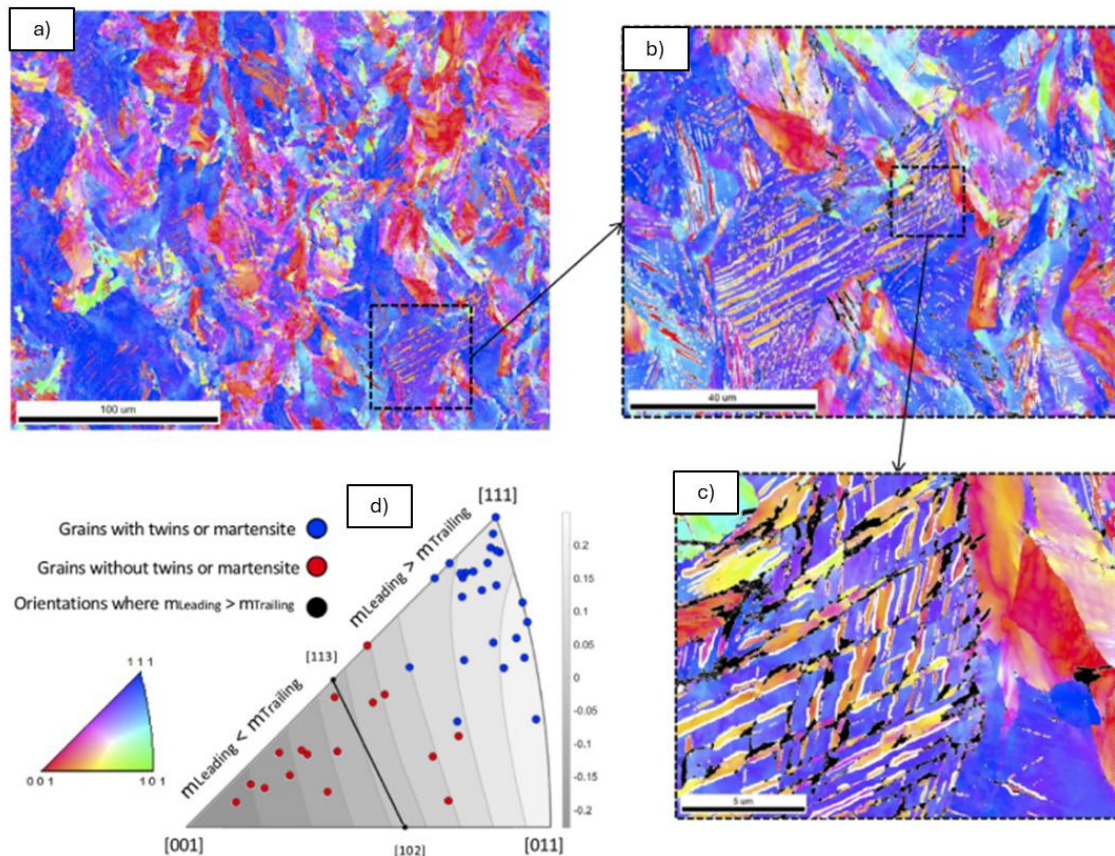 a)
100 um
b)
40 um
c)
5 um
d)
Grains with twins or martensite
Grains without twins or martensite
Orientations where mLeading > mTrailing
1 1 1
0 0 1
1 0 1
[111]
mLeading > mTrailing
[113]
mLeading < mTrailing
[001]
[102]
[011]
0.2
0.15
0.1
0.05
0
-0.05
-0.1
-0.15
-0.2